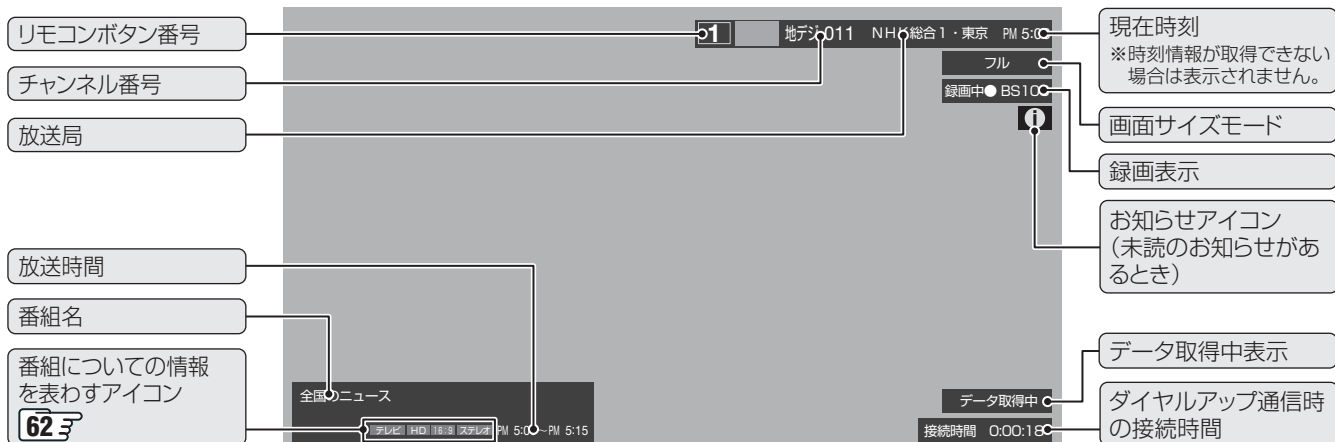 リモコンボタン番号
チャンネル番号
放送局
放送時間
番組名
番組についての情報
を表わすアイコン
62
1 地デジ 011 NHK総合1・東京 PM 5:0
フル
録画中● BS10
i
全国のニュース
テレビ HD 16:9 ステレオ PM 5:0 ~PM 5:15
データ取得中
接続時間 0:00:18
現在時刻
※時刻情報が取得できない
場合は表示されません。
画面サイズモード
録画表示
お知らせアイコン
(未読のお知らせがあ
るとき)
データ取得中表示
ダイヤルアップ通信時
の接続時間